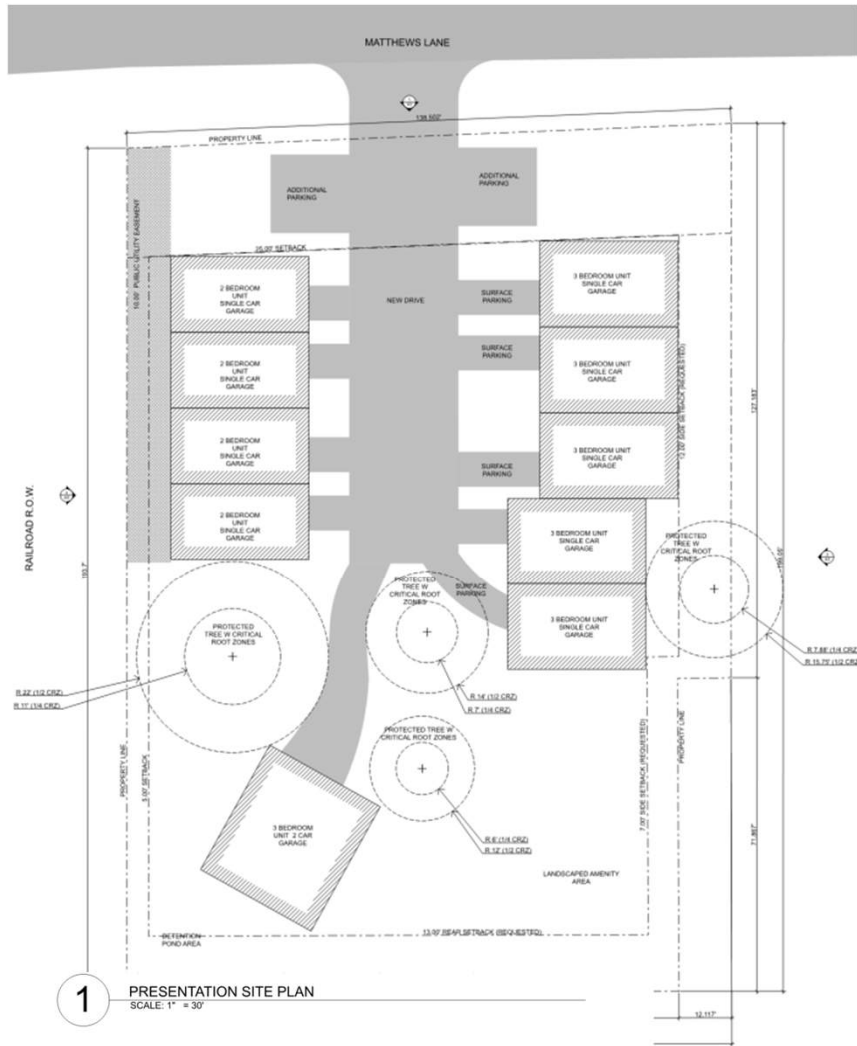 MATTHEWS LANE
138.502'
PROPERTY LINE
ADDITIONAL
PARKING
ADDITIONAL
PARKING
10.00' PUBLIC UTILITY EASEMENT
25.00' SETBACK
2 BEDROOM
UNIT
SINGLE CAR
GARAGE
NEW DRIVE
SURFACE
PARKING
3 BEDROOM UNIT
SINGLE CAR
GARAGE
2 BEDROOM
UNIT
SINGLE CAR
GARAGE
SURFACE
PARKING
3 BEDROOM UNIT
SINGLE CAR
GARAGE
12.00' SIDE SETBACK (REQUESTED)
127.183'
2 BEDROOM
UNIT
SINGLE CAR
GARAGE
SURFACE
PARKING
3 BEDROOM UNIT
SINGLE CAR
GARAGE
RAILROAD R.O.W.
2 BEDROOM
UNIT
SINGLE CAR
GARAGE
3 BEDROOM UNIT
SINGLE CAR
GARAGE
PROTECTED
TREE W
CRITICAL ROOT
ZONES
193.7'
PROTECTED
TREE W
CRITICAL ROOT
ZONES
SURFACE
PARKING
3 BEDROOM UNIT
SINGLE CAR
GARAGE
PROTECTED
TREE W CRITICAL
ROOT ZONES
R 7.88' (1/4 CRZ)
R 15.75' (1/2 CRZ)
R 22' (1/2 CRZ)
R 11' (1/4 CRZ)
R 14' (1/2 CRZ)
R 7' (1/4 CRZ)
PROPERTY LINE
5.00' SETBACK
PROTECTED TREE W
CRITICAL ROOT ZONES
7.00' SIDE SETBACK (REQUESTED)
PROPERTY LINE
3 BEDROOM
UNIT 2 CAR
GARAGE
R 6' (1/4 CRZ)
R 12' (1/2 CRZ)
71.867'
LANDSCAPED AMENITY
AREA
DETENTION
POND AREA
13.00' REAR SETBACK (REQUESTED)
1
PRESENTATION SITE PLAN
SCALE: 1" = 30'
12.117'